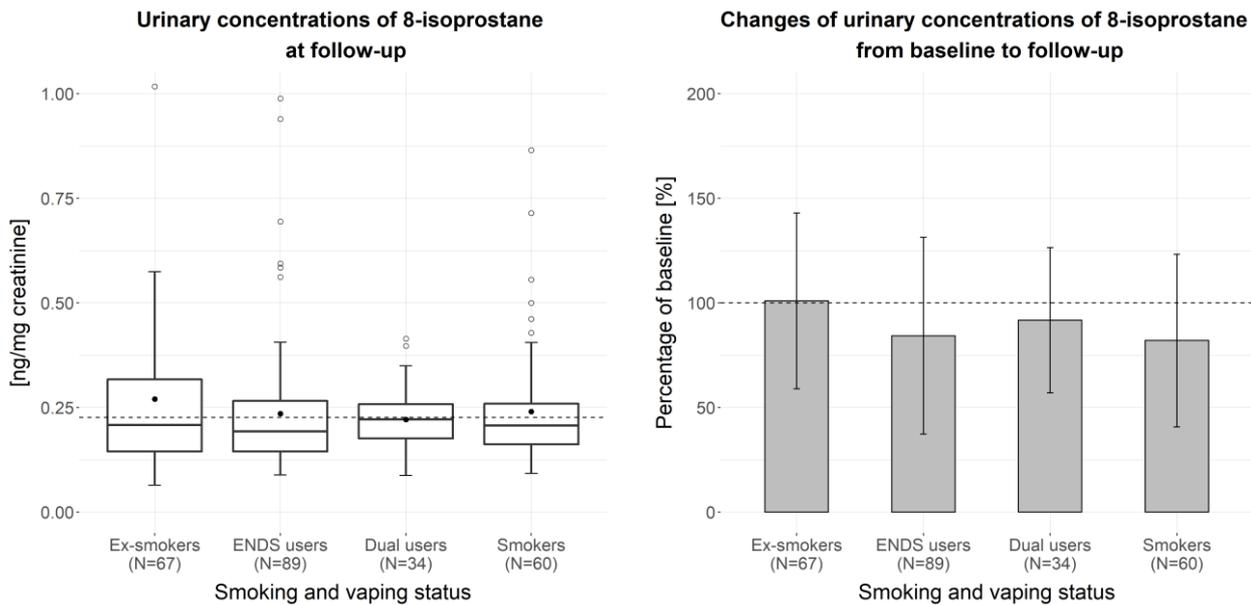 Urinary concentrations of 8-isoprostane
at follow-up
[ng/mg creatinine]
1.00
0.75
0.50
0.25
0.00
Ex-smokers
(N=67)
ENDS users
(N=89)
Dual users
(N=34)
Smokers
(N=60)
Smoking and vaping status
Changes of urinary concentrations of 8-isoprostane
from baseline to follow-up
Percentage of baseline [%]
200
150
100
50
0
Ex-smokers
(N=67)
ENDS users
(N=89)
Dual users
(N=34)
Smokers
(N=60)
Smoking and vaping status